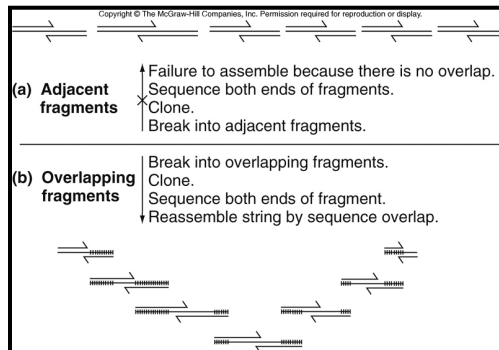 Copyright © The McGraw-Hill Companies, Inc. Permission required for reproduction or display.
(a) Adjacent
fragments
Failure to assemble because there is no overlap.
Sequence both ends of fragments.
Clone.
Break into adjacent fragments.
(b) Overlapping
fragments
Break into overlapping fragments.
Clone.
Sequence both ends of fragment.
Reassemble string by sequence overlap.